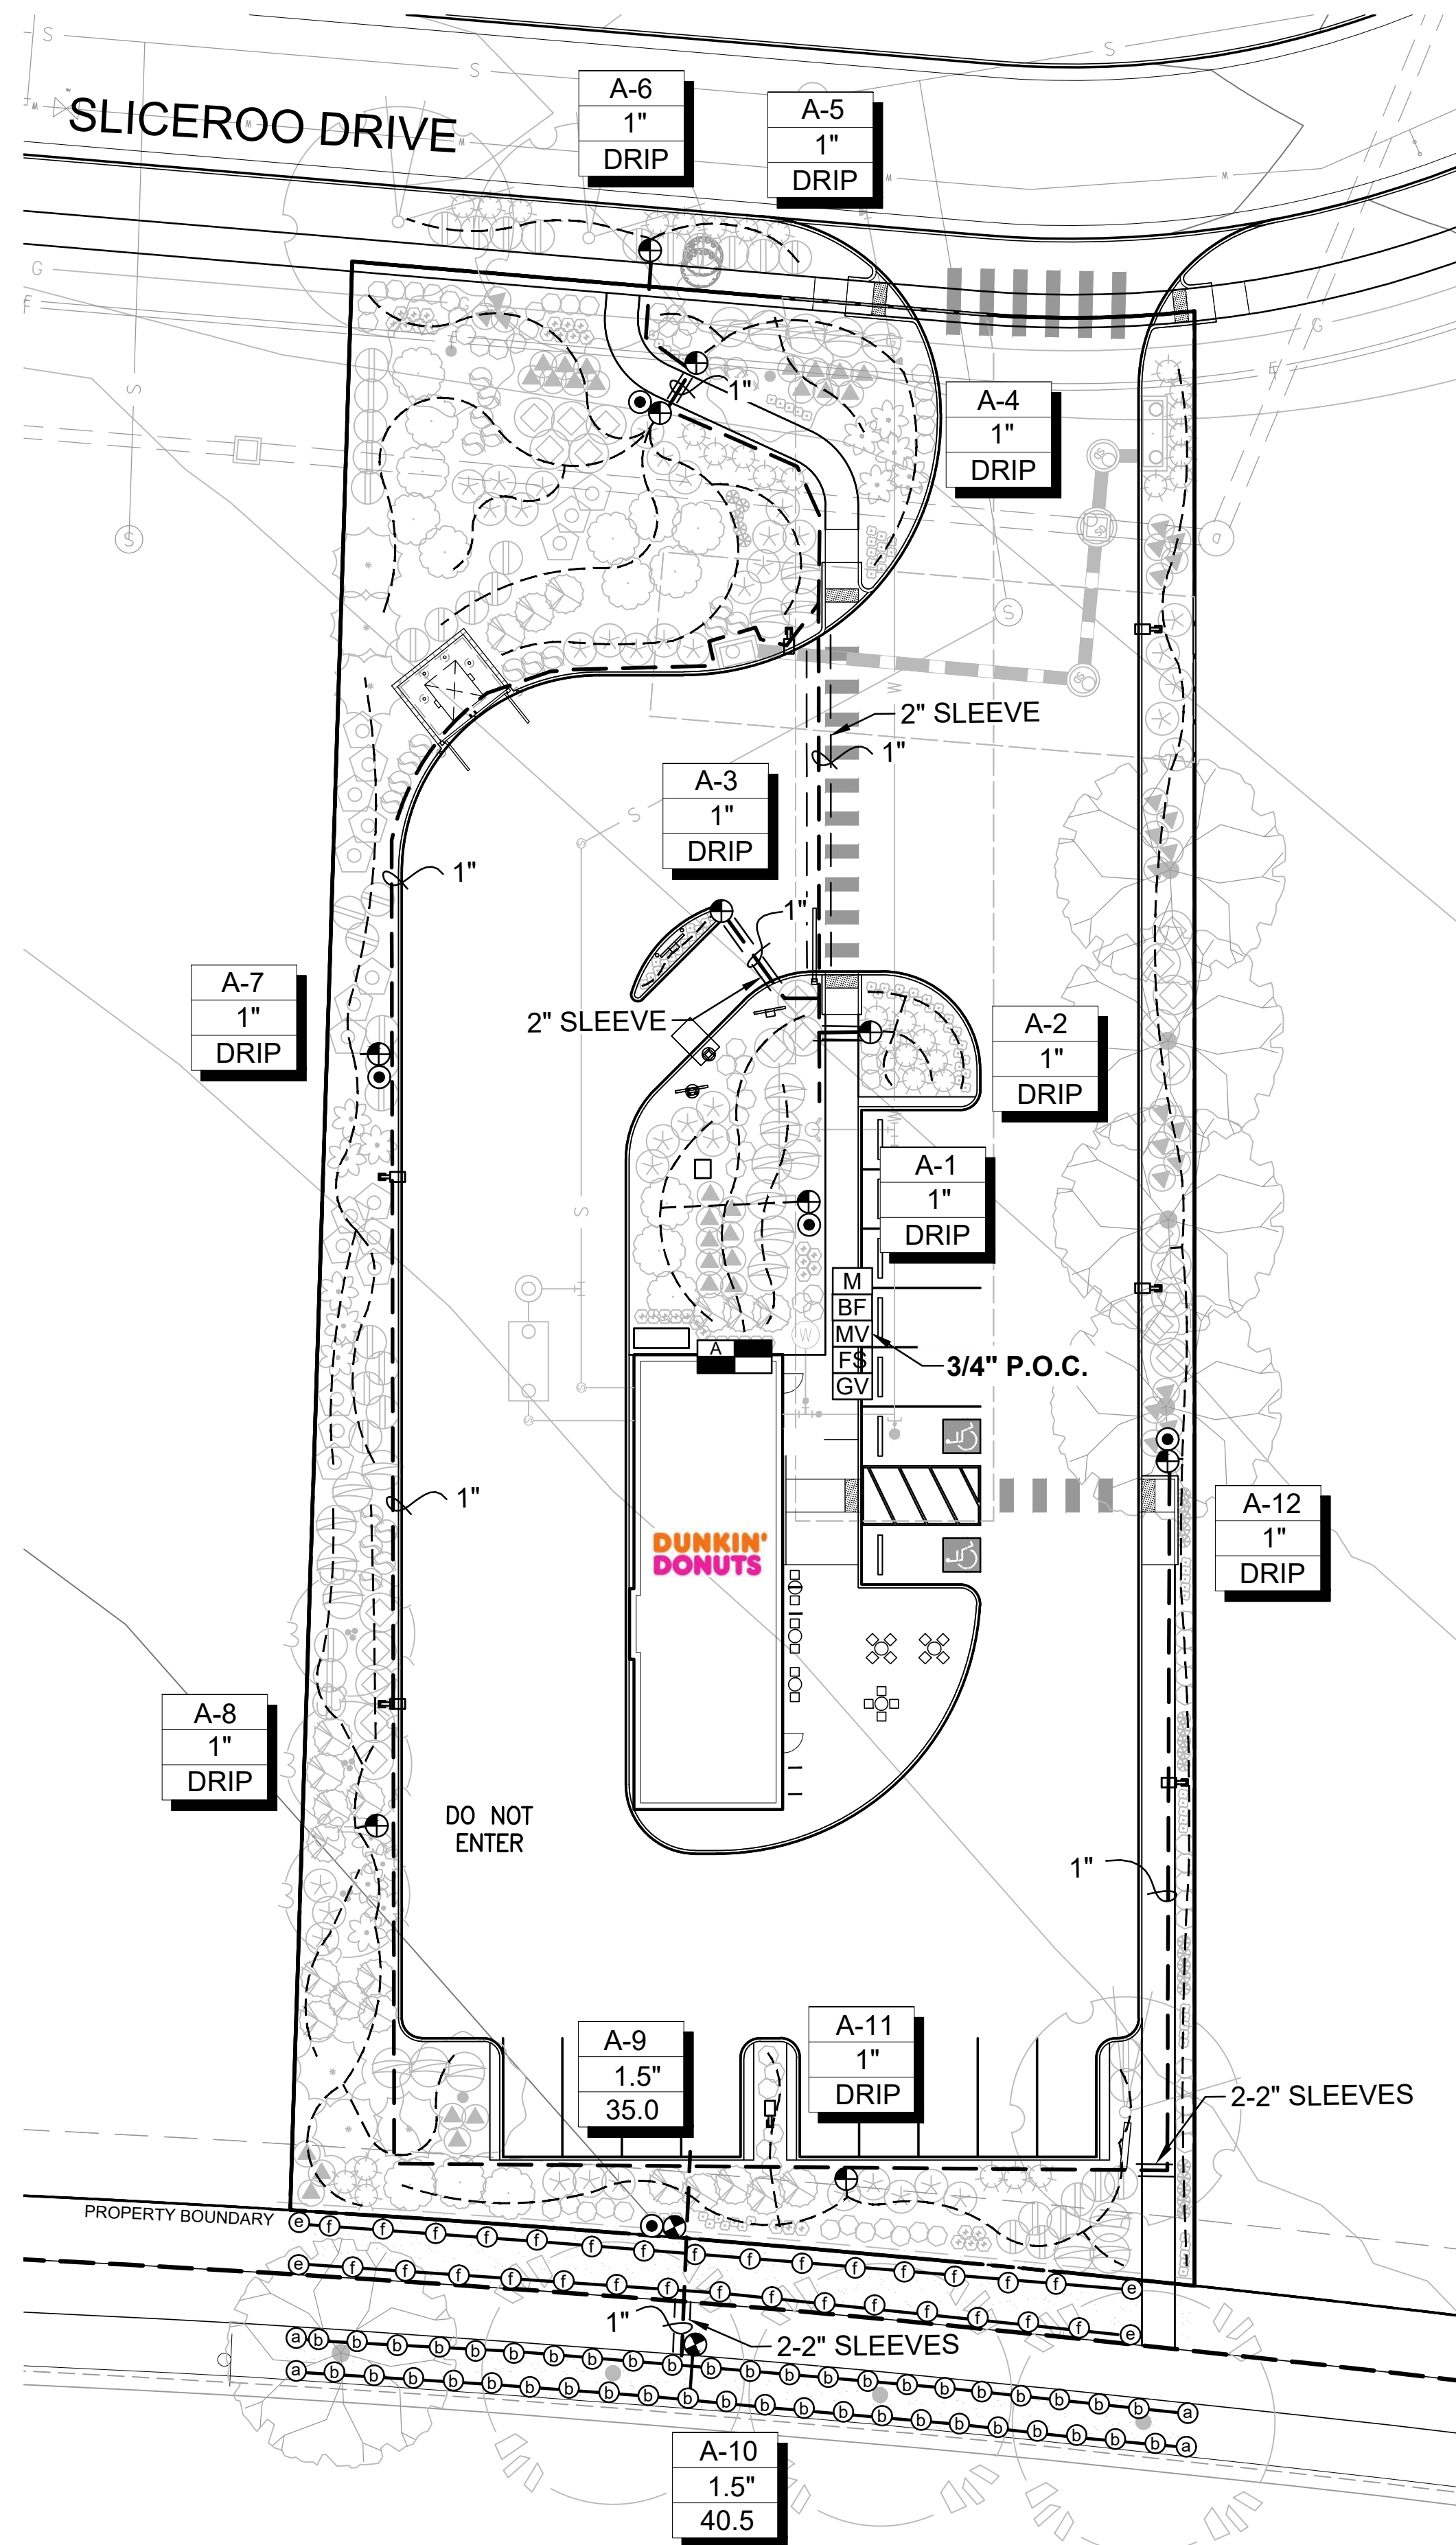 SLICEROO DRIVE
A-6
1"
DRIP
A-5
1"
DRIP
1"
A-4
1"
DRIP
2" SLEEVE
1"
A-3
1"
DRIP
1"
1"
A-7
1"
DRIP
2" SLEEVE
A-2
1"
DRIP
A-1
1"
DRIP
M
BF
MV
FS
GV
3/4" P.O.C.
A
1"
DUNKIN'
DONUTS
A-12
1"
DRIP
A-8
1"
DRIP
DO NOT
ENTER
1"
A-9
1.5"
35.0
A-11
1"
DRIP
2-2" SLEEVES
PROPERTY BOUNDARY
e f f f f f f f f f f f f f f f e
e f f f f f f f f f f f f f f f e
1"
2-2" SLEEVES
a b b b b b b b b b b b b b b b b b b b b b b a
a b b b b b b b b b b b b b b b b b b b b b b a
A-10
1.5"
40.5